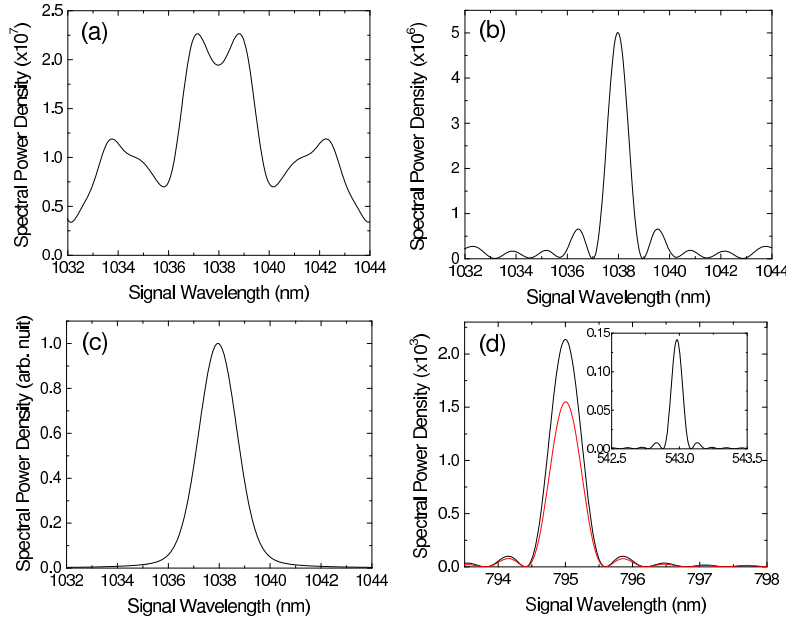 (a)
Spectral Power Density (x10⁷)
2.5
2.0
1.5
1.0
0.5
0.0
1032 1034 1036 1038 1040 1042 1044
Signal Wavelength (nm)
(b)
Spectral Power Density (x10⁶)
5
4
3
2
1
0
1032 1034 1036 1038 1040 1042 1044
Signal Wavelength (nm)
(c)
Spectral Power Density (arb. nuit)
1.0
0.8
0.6
0.4
0.2
0.0
1032 1034 1036 1038 1040 1042 1044
Signal Wavelength (nm)
(d)
Spectral Power Density (x10³)
2.0
1.5
1.0
0.5
0.0
794 795 796 797 798
Signal Wavelength (nm)
0.15
0.10
0.05
0.00
542.5 543.0 543.5